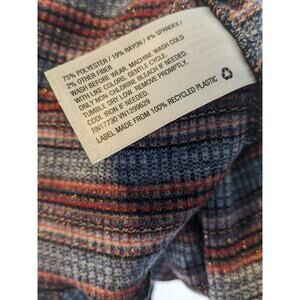 75% POLYESTER / 19% RAYON / 4% SPANDEX /
2% OTHER FIBER
WASH BEFORE WEAR, MACHINE WASH COLD
WITH LIKE COLORS, GENTLE CYCLE.
ONLY NON-CHLORINE BLEACH IF NEEDED.
TUMBLE DRY LOW. REMOVE PROMPTLY.
COOL IRON IF NEEDED.
RN17730 VN1299629
LABEL MADE FROM 100% RECYCLED PLASTIC